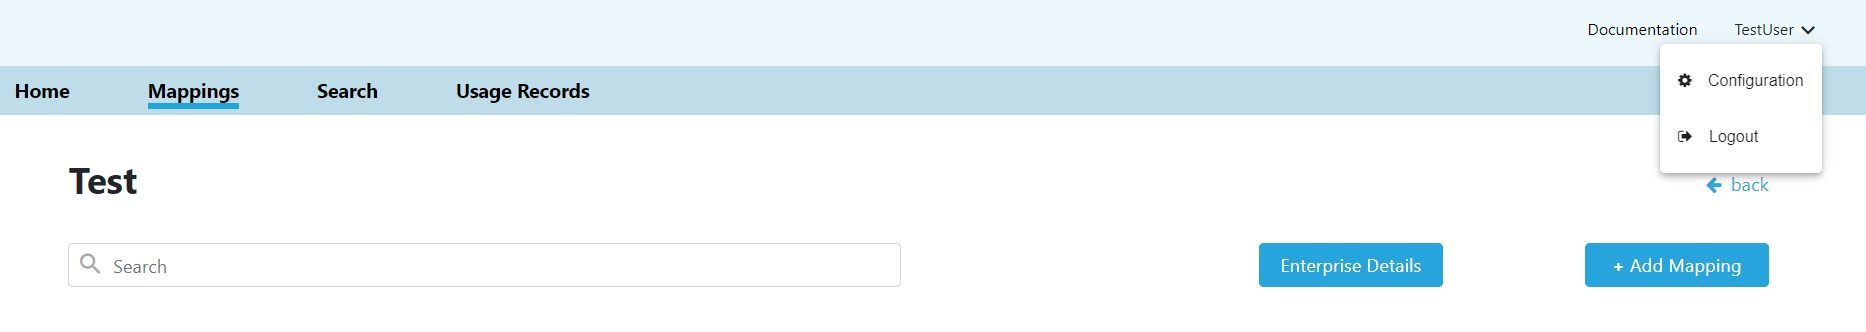 Documentation TestUser
Home Mappings Search Usage Records
Configuration
Logout
Test
back
Search
Enterprise Details
+ Add Mapping